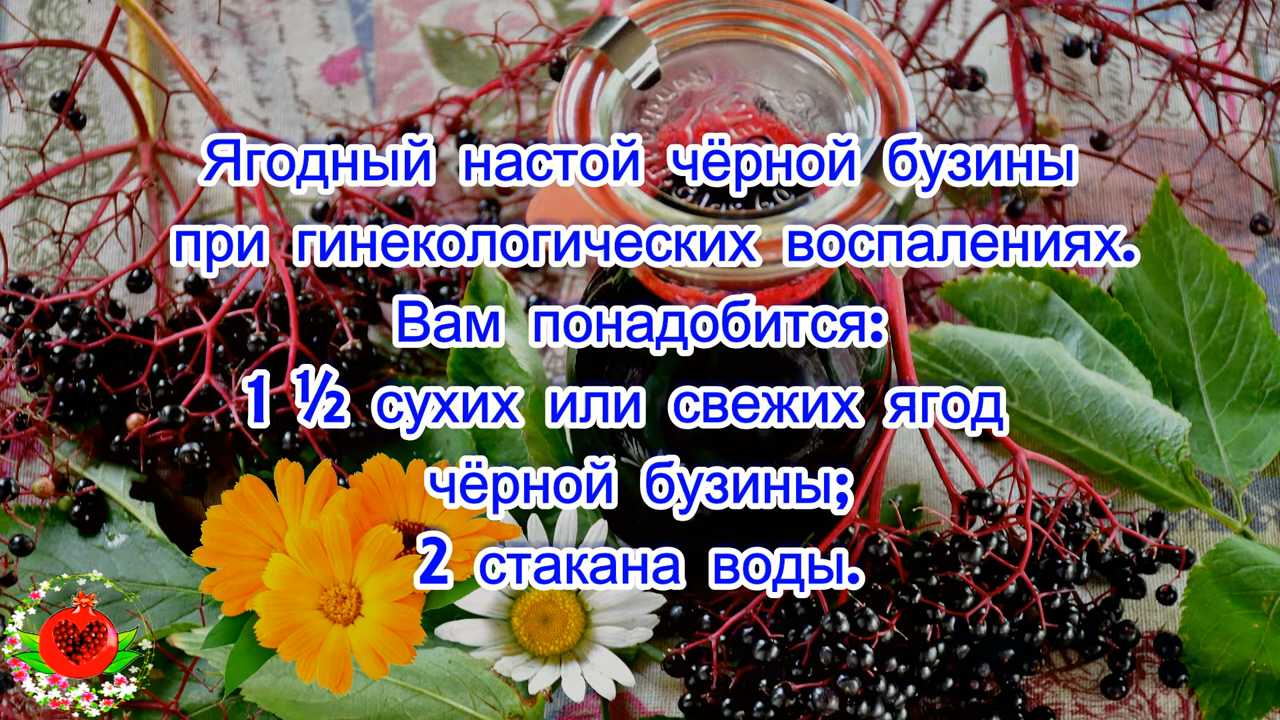 Ягодный настой чёрной бузины
при гинекологических воспалениях.
Вам понадобится:
1 ½ сухих или свежих ягод
чёрной бузины;
2 стакана воды.